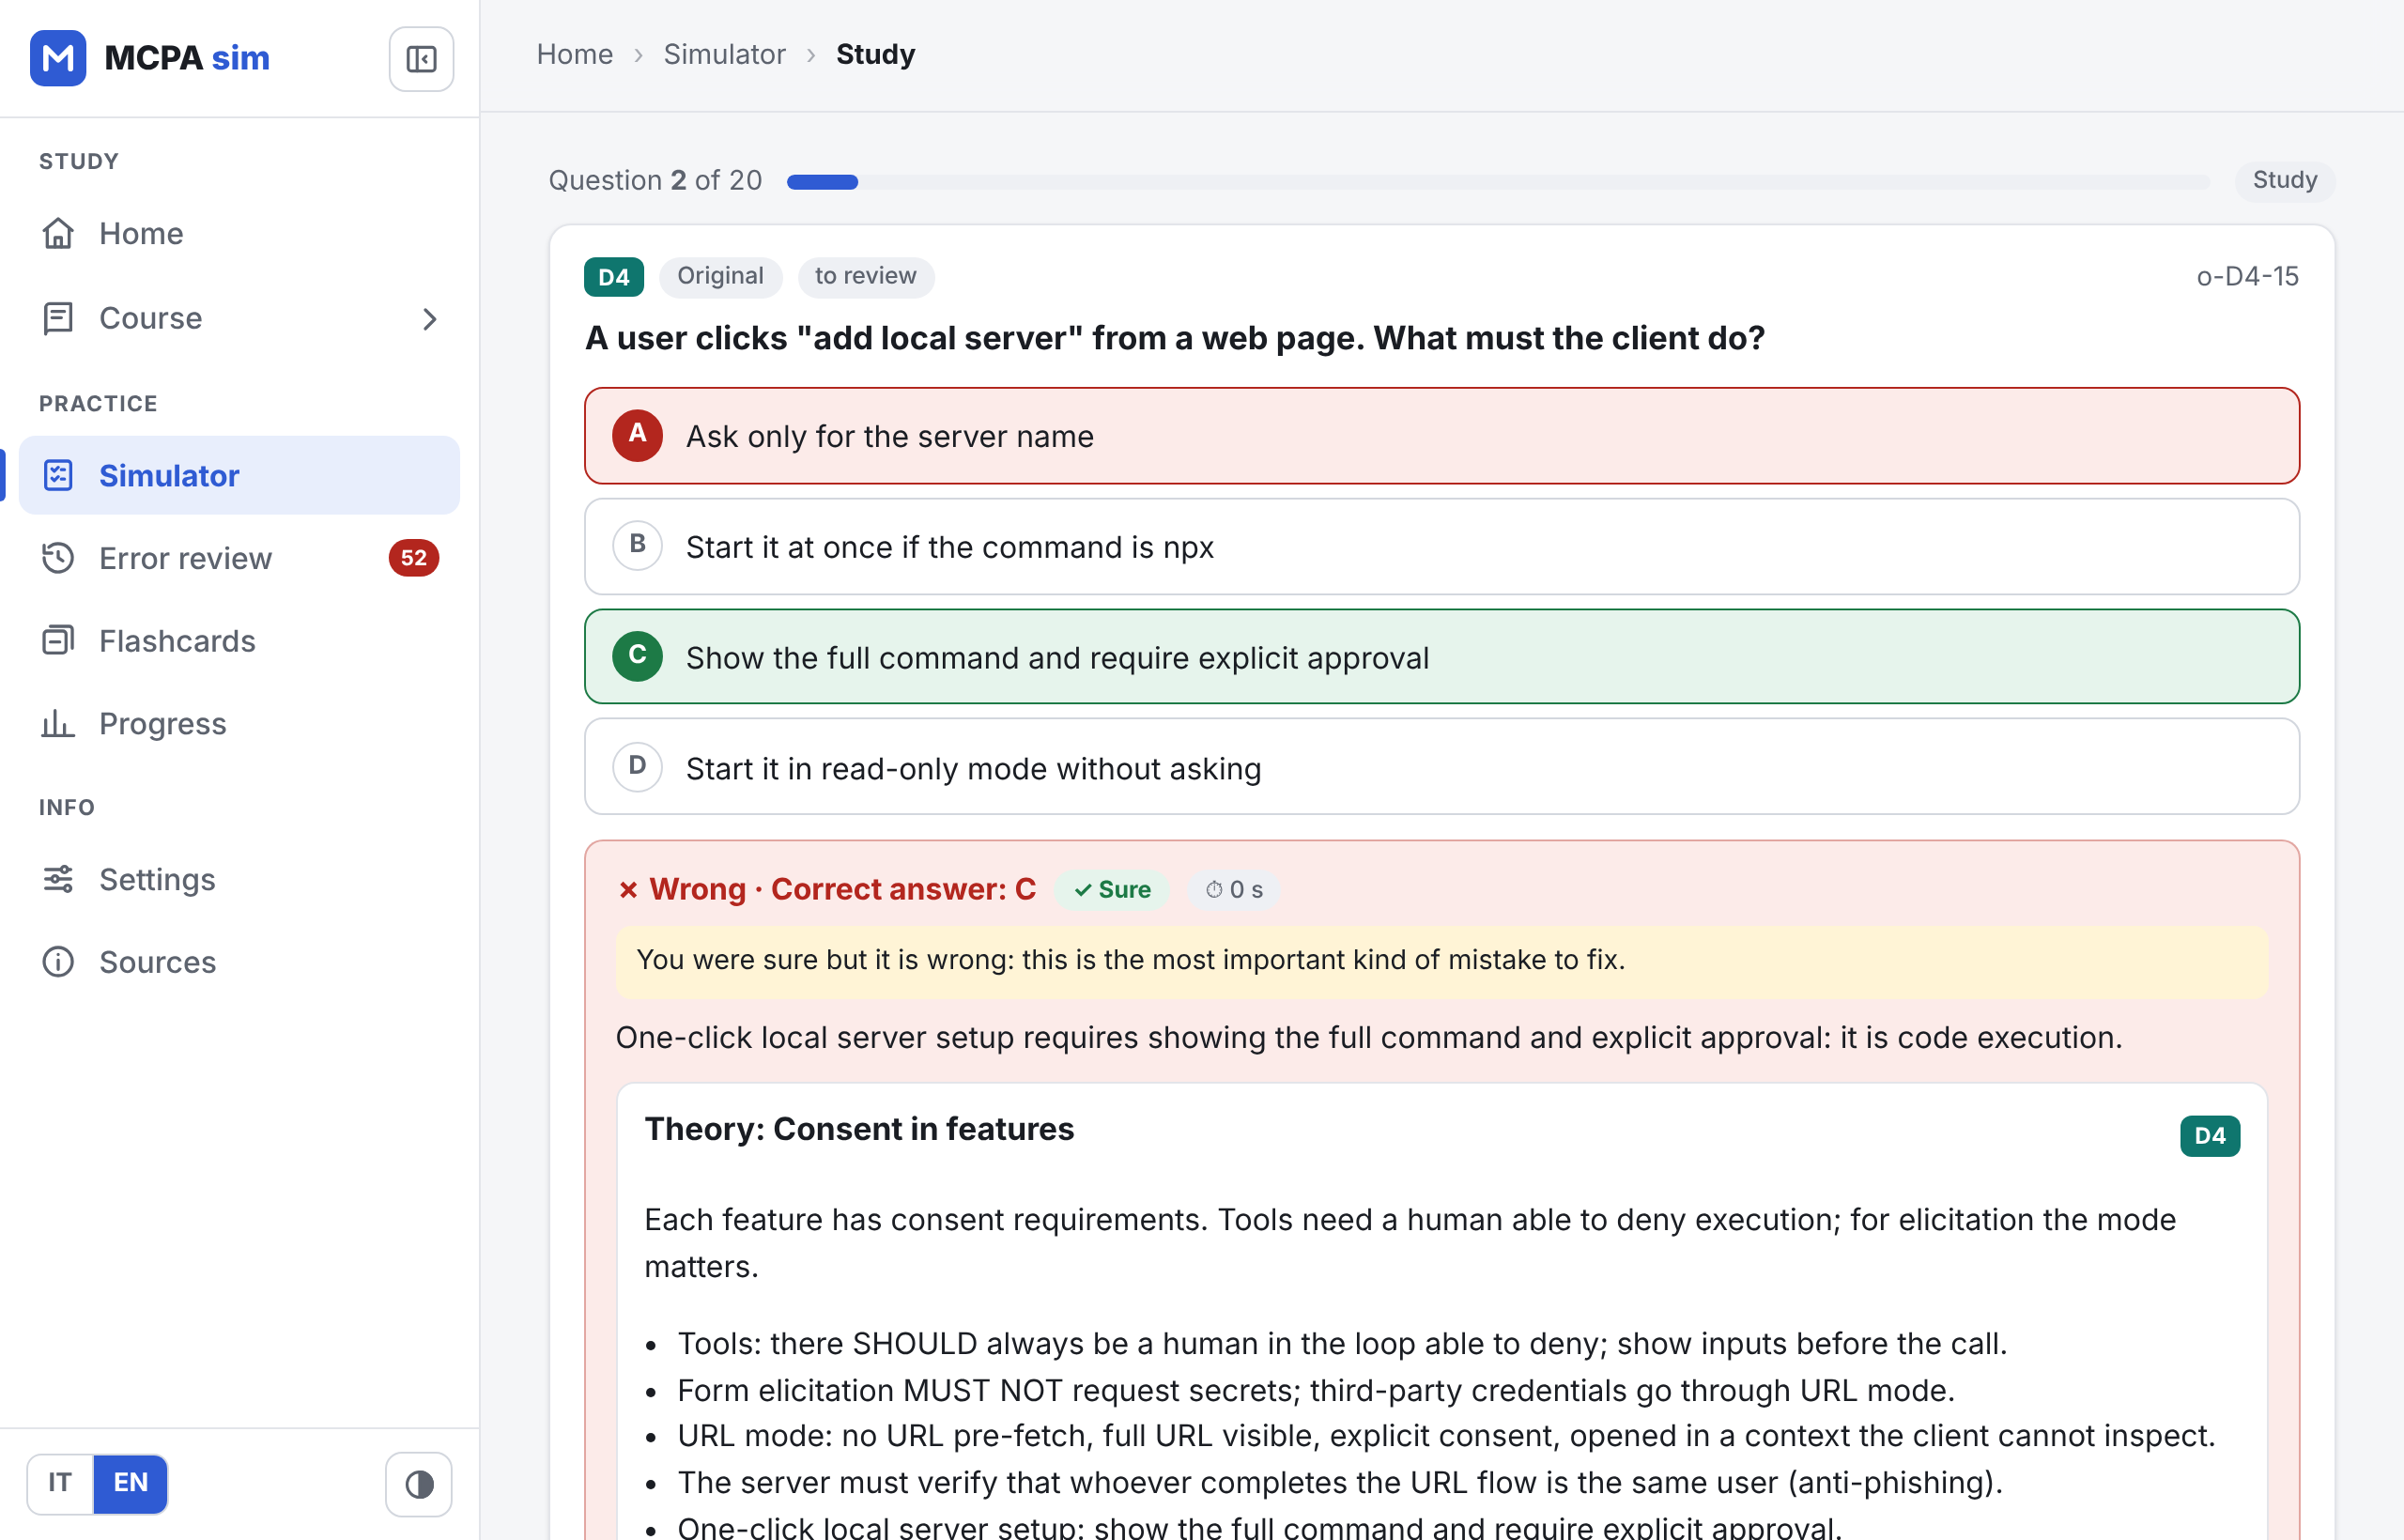 MCPA sim
STUDY
Home
Course
PRACTICE
Simulator
Error review
52
Flashcards
Progress
INFO
Settings
Sources
IT
EN
Home › Simulator › Study
Question 2 of 20
Study
D4
Original
to review
o-D4-15
A user clicks "add local server" from a web page. What must the client do?
A Ask only for the server name
B Start it at once if the command is npx
C Show the full command and require explicit approval
D Start it in read-only mode without asking
× Wrong · Correct answer: C ✓ Sure ⏱ 0 s
You were sure but it is wrong: this is the most important kind of mistake to fix.
One-click local server setup requires showing the full command and explicit approval: it is code execution.
Theory: Consent in features
D4
Each feature has consent requirements. Tools need a human able to deny execution; for elicitation the mode
matters.
• Tools: there SHOULD always be a human in the loop able to deny; show inputs before the call.
• Form elicitation MUST NOT request secrets; third-party credentials go through URL mode.
• URL mode: no URL pre-fetch, full URL visible, explicit consent, opened in a context the client cannot inspect.
• The server must verify that whoever completes the URL flow is the same user (anti-phishing).
• One-click local server setup: show the full command and require explicit approval.